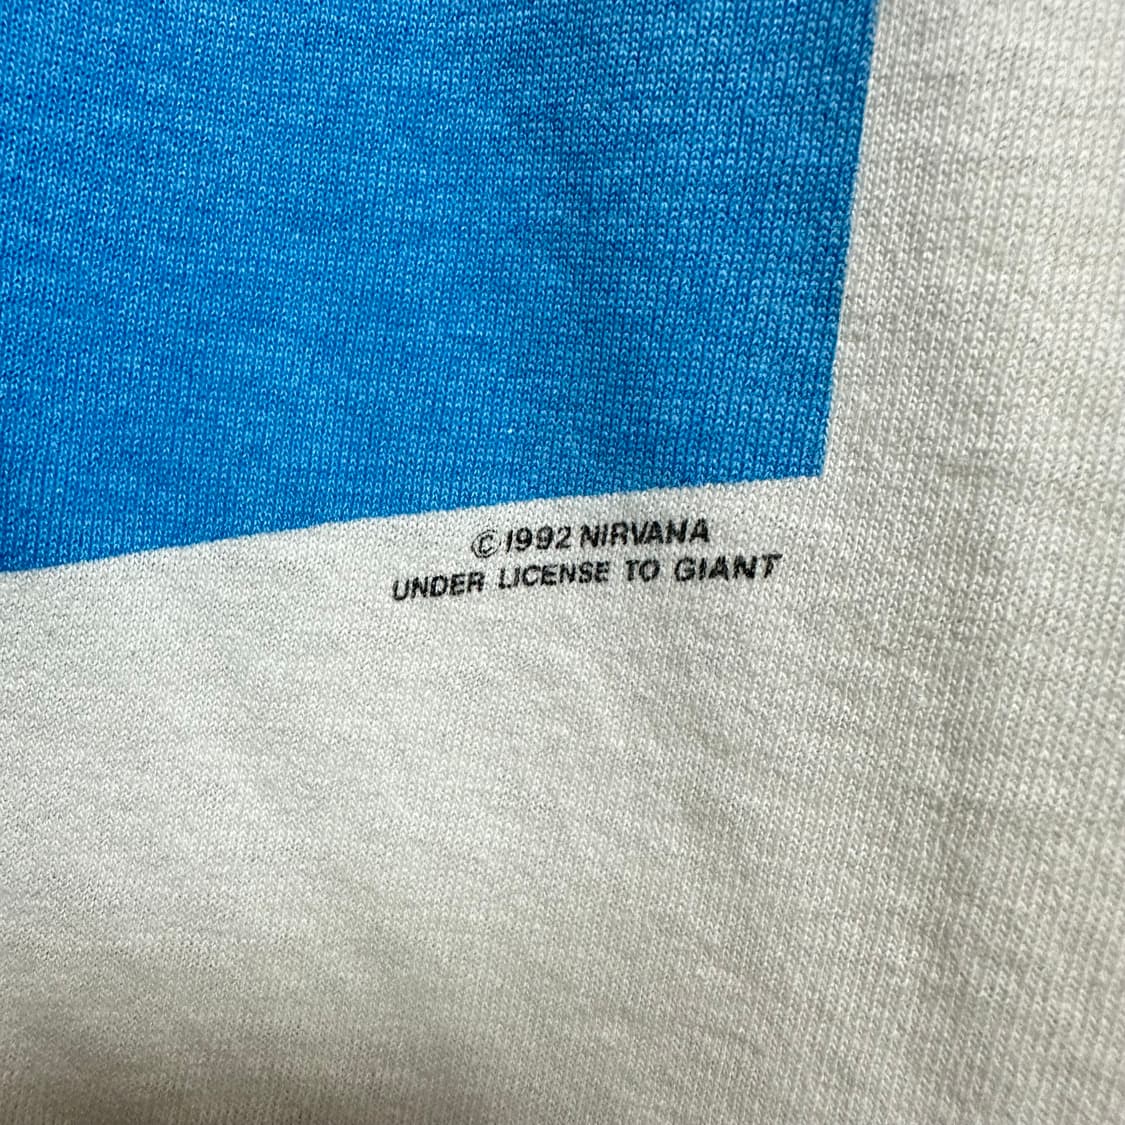 ©1992 NIRVANA
UNDER LICENSE TO GIANT